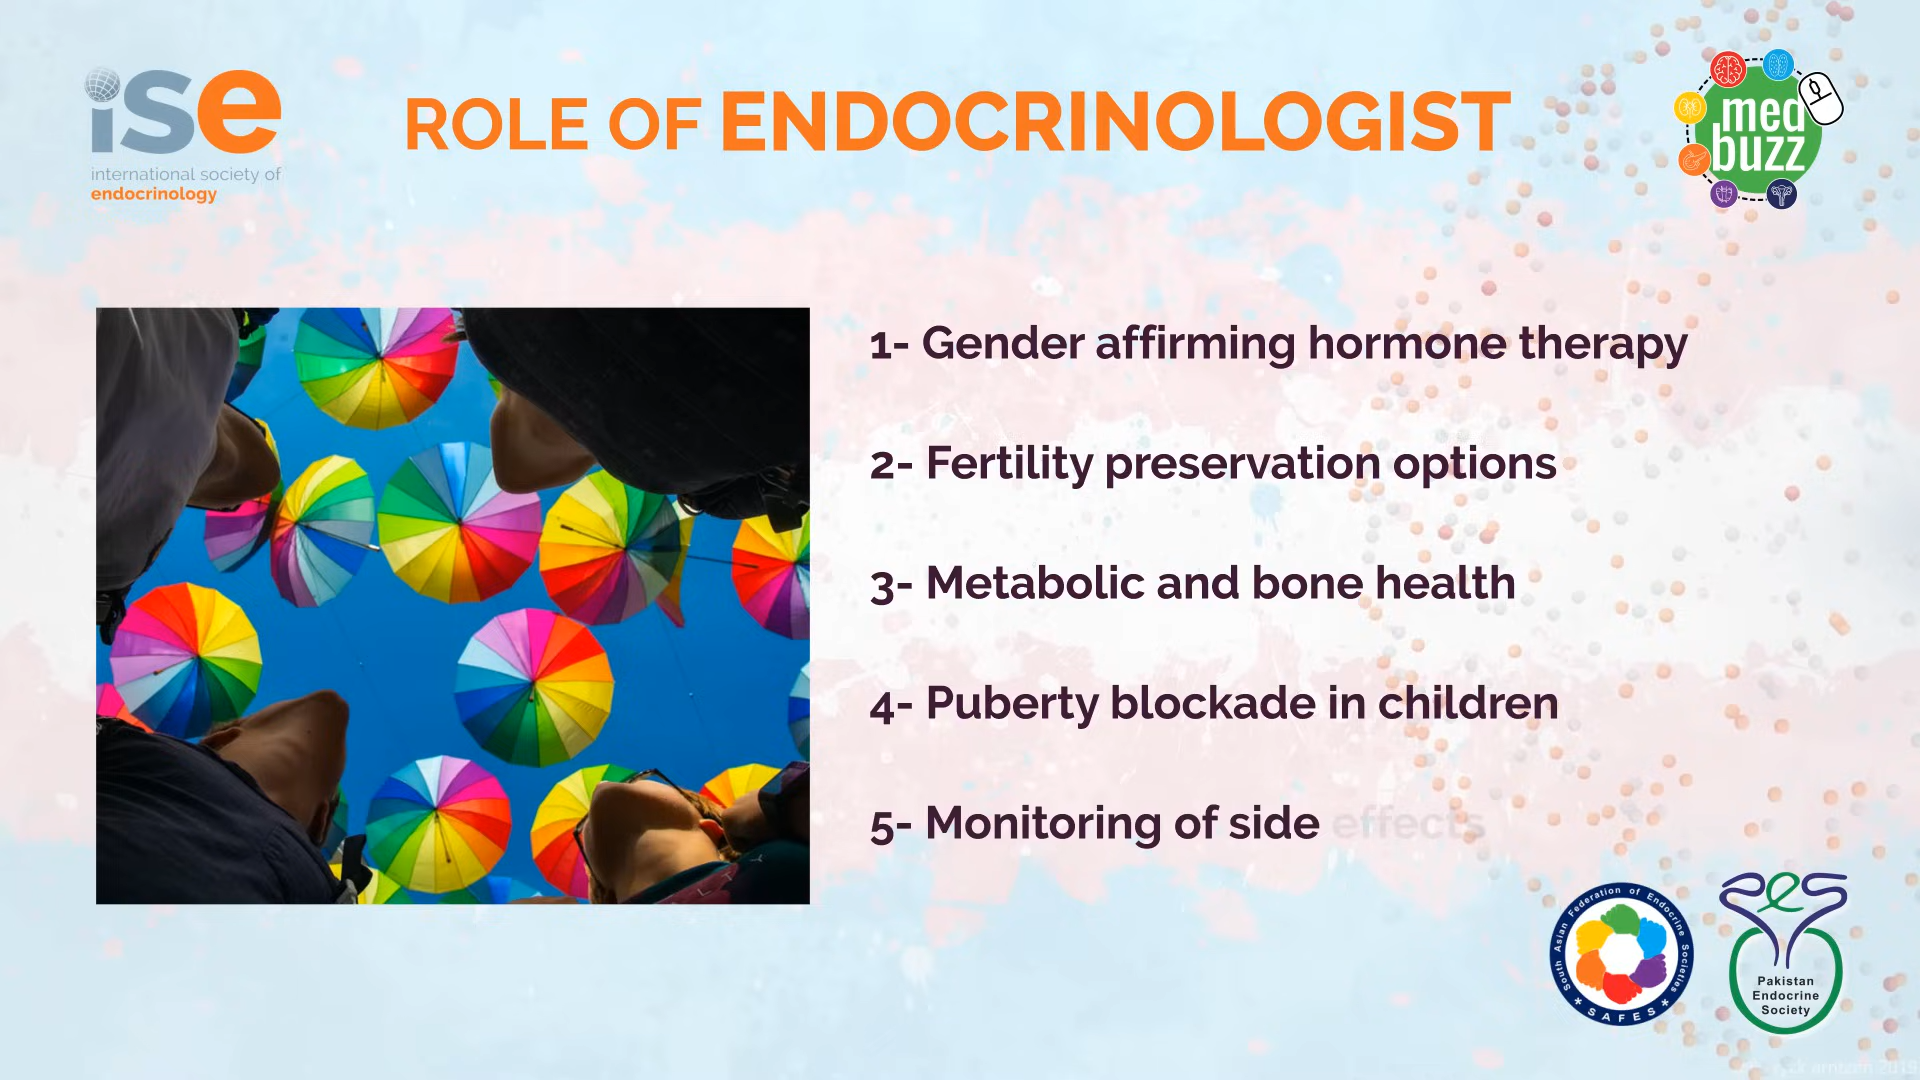 ise
international society of
endocrinology
ROLE OF ENDOCRINOLOGIST
med
buzz
1- Gender affirming hormone therapy
2- Fertility preservation options
3- Metabolic and bone health
4- Puberty blockade in children
5- Monitoring of side effects
South Asian Federation of Endocrine Societies
* SAFES *
PES
Pakistan
Endocrine
Society